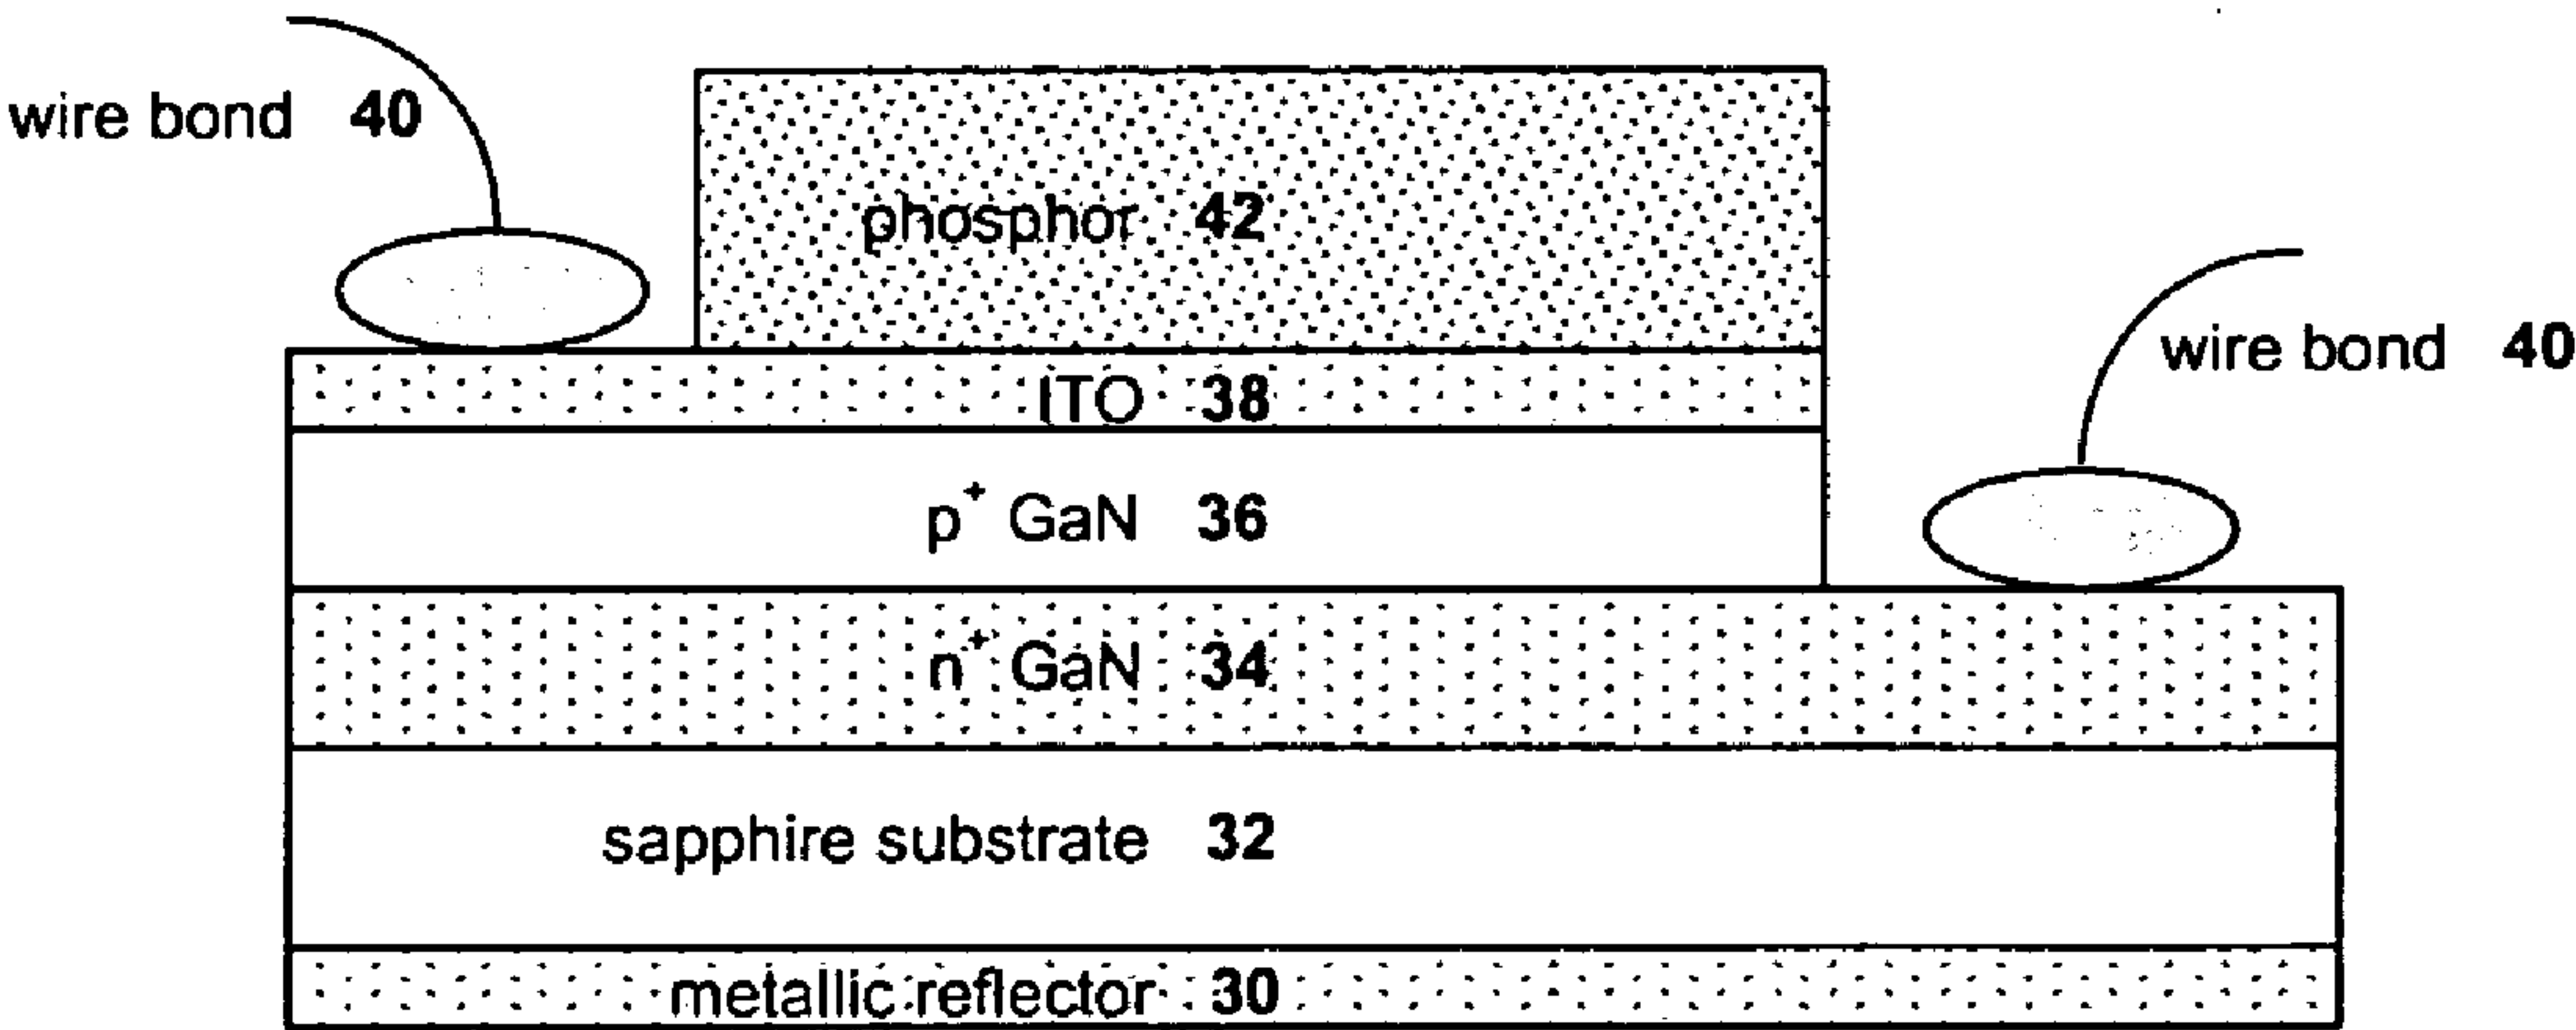 wire bond 40
phosphor 42
wire bond 40
ITO 38
p⁺ GaN 36
n⁺ GaN 34
sapphire substrate 32
metallic reflector 30